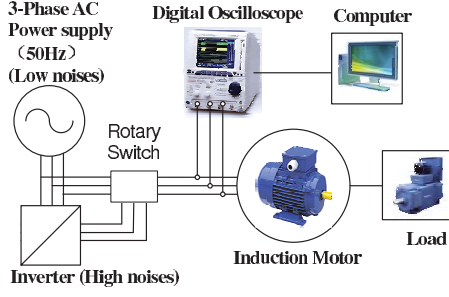 3-Phase AC
Power supply
（50Hz）
(Low noises)
Digital Oscilloscope
Computer
Rotary
Switch
Induction Motor
Load
Inverter (High noises)